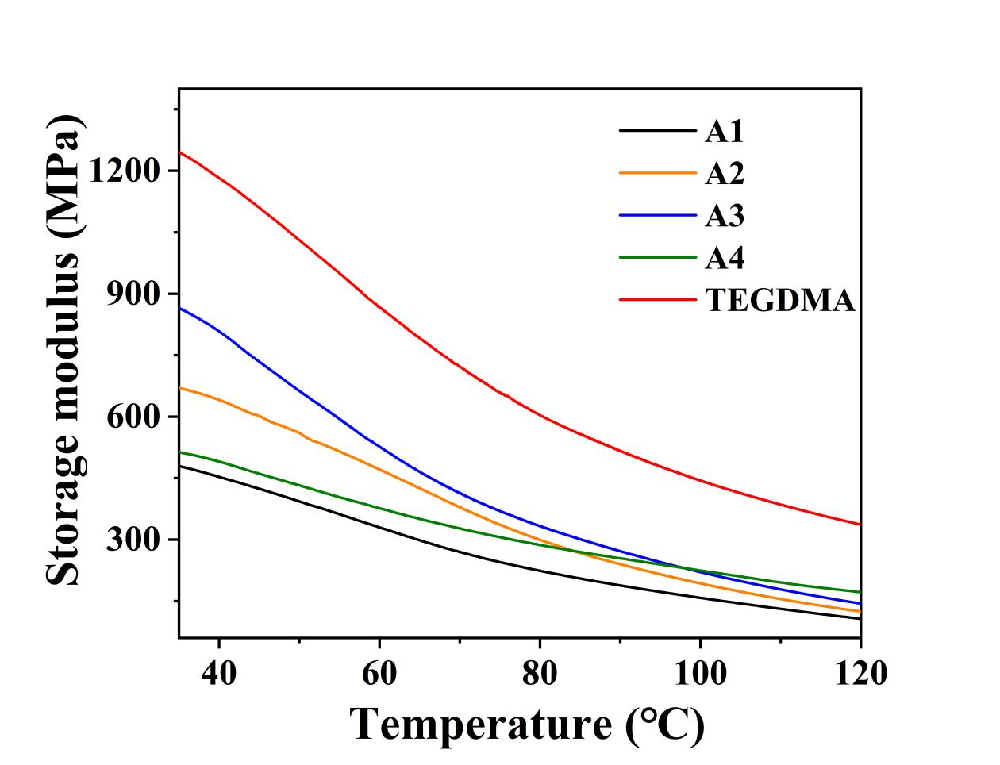 A1
A2
A3
A4
TEGDMA
Storage modulus (MPa)
1200
900
600
300
40 60 80 100 120
Temperature (℃)